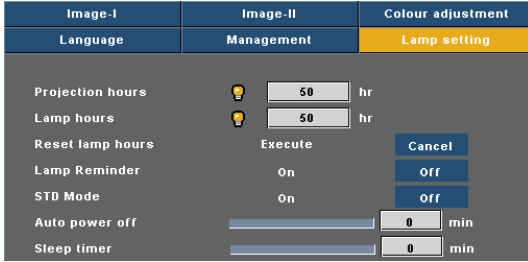 Image-I Image-II Colour adjustment
Language Management Lamp setting
Projection hours 50 hr
Lamp hours 50 hr
Reset lamp hours Execute Cancel
Lamp Reminder On Off
STD Mode On Off
Auto power off 0 min
Sleep timer 0 min